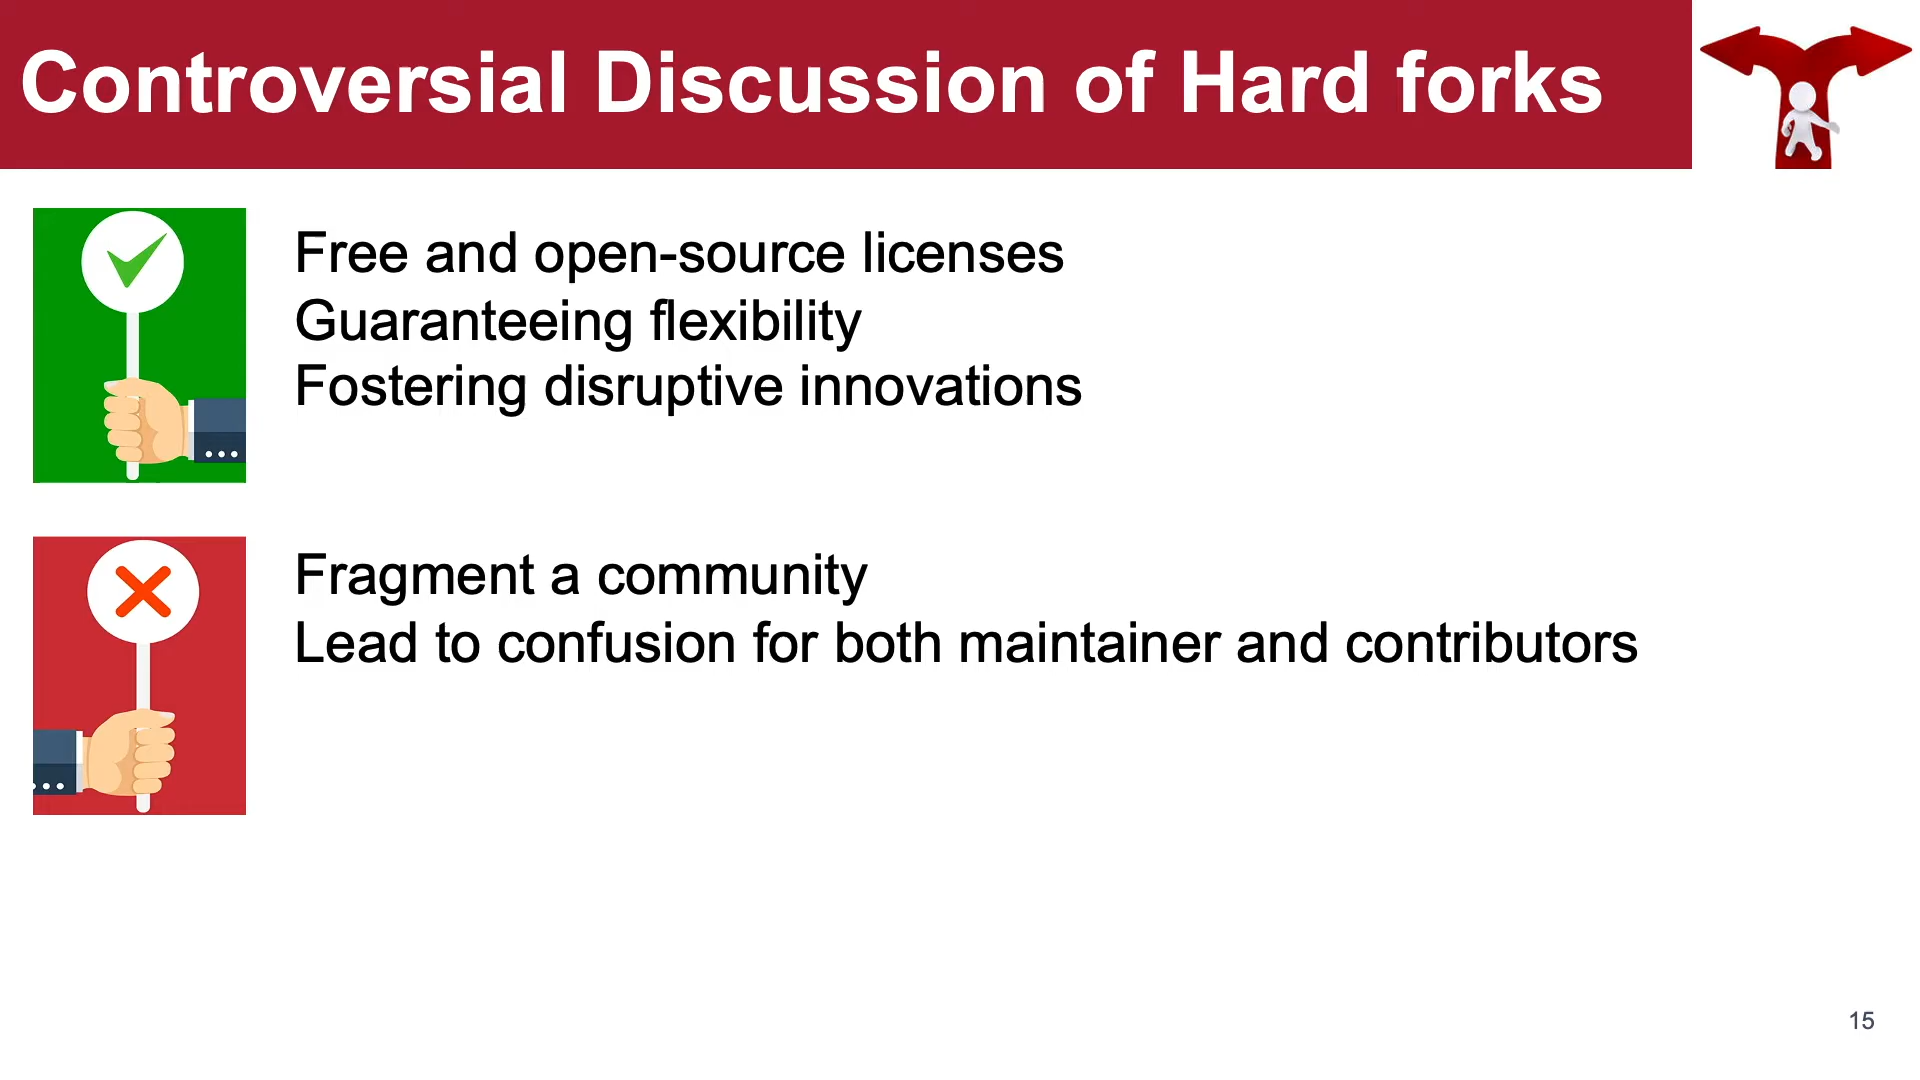 Controversial Discussion of Hard forks
Free and open-source licenses
Guaranteeing flexibility
Fostering disruptive innovations
Fragment a community
Lead to confusion for both maintainer and contributors
15